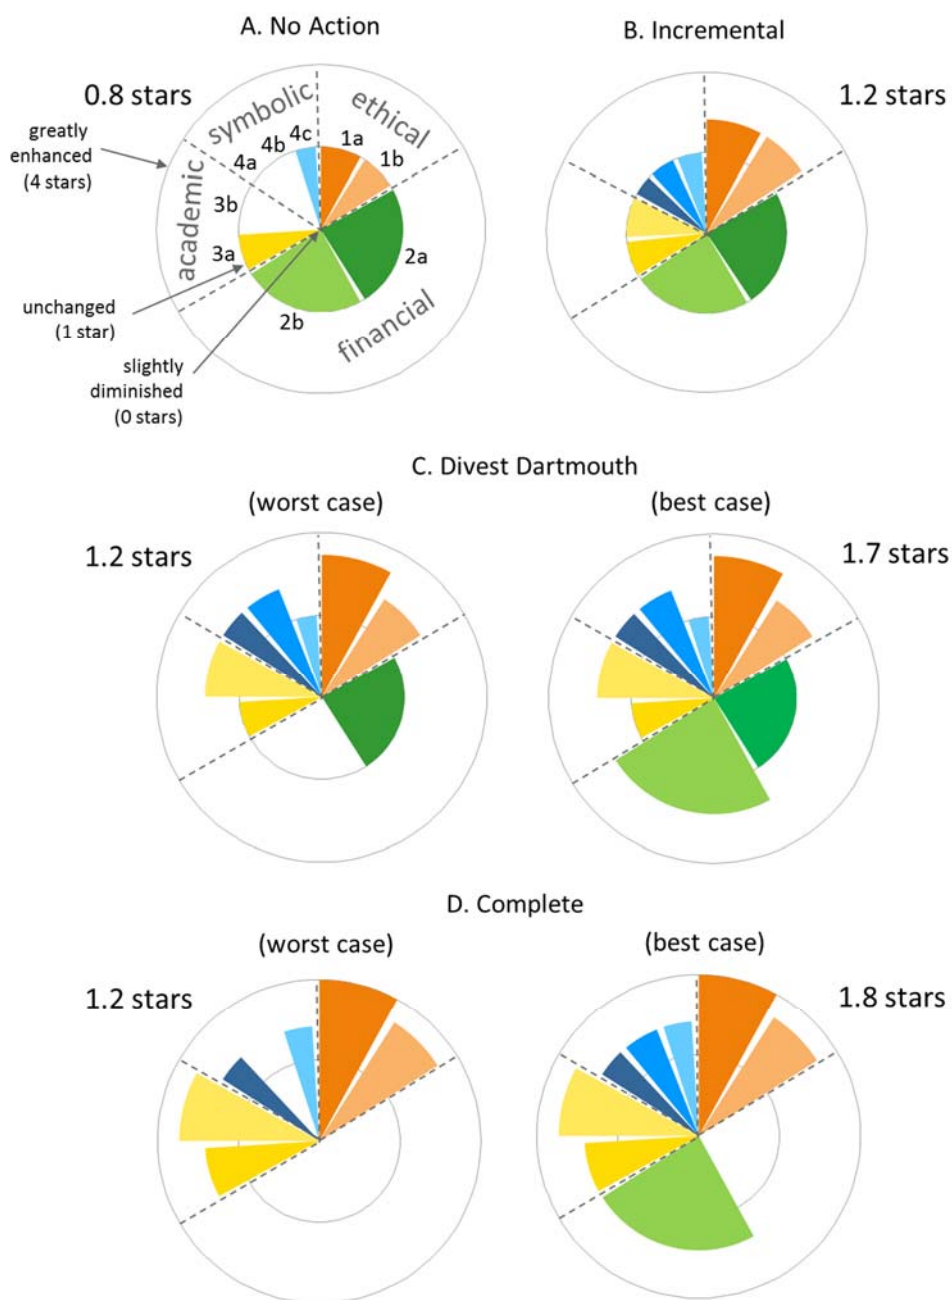 A. No Action
B. Incremental
0.8 stars
1.2 stars
greatly
enhanced
(4 stars)
symbolic
ethical
academic
financial
4c
4b
4a
1a
1b
3b
3a
2a
2b
unchanged
(1 star)
slightly
diminished
(0 stars)
C. Divest Dartmouth
(worst case)
(best case)
1.2 stars
1.7 stars
D. Complete
(worst case)
(best case)
1.2 stars
1.8 stars